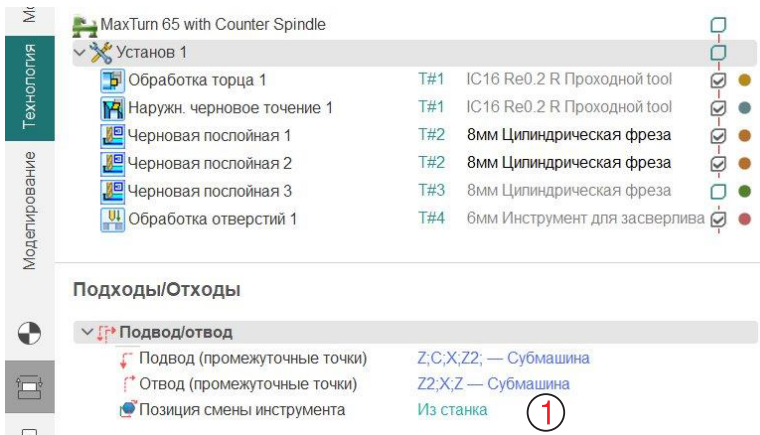 Мо
MaxTurn 65 with Counter Spindle
Установ 1
Технология
Обработка торца 1 T#1 IC16 Re0.2 R Проходной tool
Наружн. черновое точение 1 T#1 IC16 Re0.2 R Проходной tool
Черновая послойная 1 T#2 8мм Цилиндрическая фреза
Черновая послойная 2 T#2 8мм Цилиндрическая фреза
Черновая послойная 3 T#3 8мм Цилиндрическая фреза
Обработка отверстий 1 T#4 6мм Инструмент для засверлива
Моделирование
Подходы/Отходы
Подвод/отвод
Подвод (промежуточные точки) Z;C;X;Z2; — Субмашина
Отвод (промежуточные точки) Z2;X;Z — Субмашина
Позиция смены инструмента Из станка 1